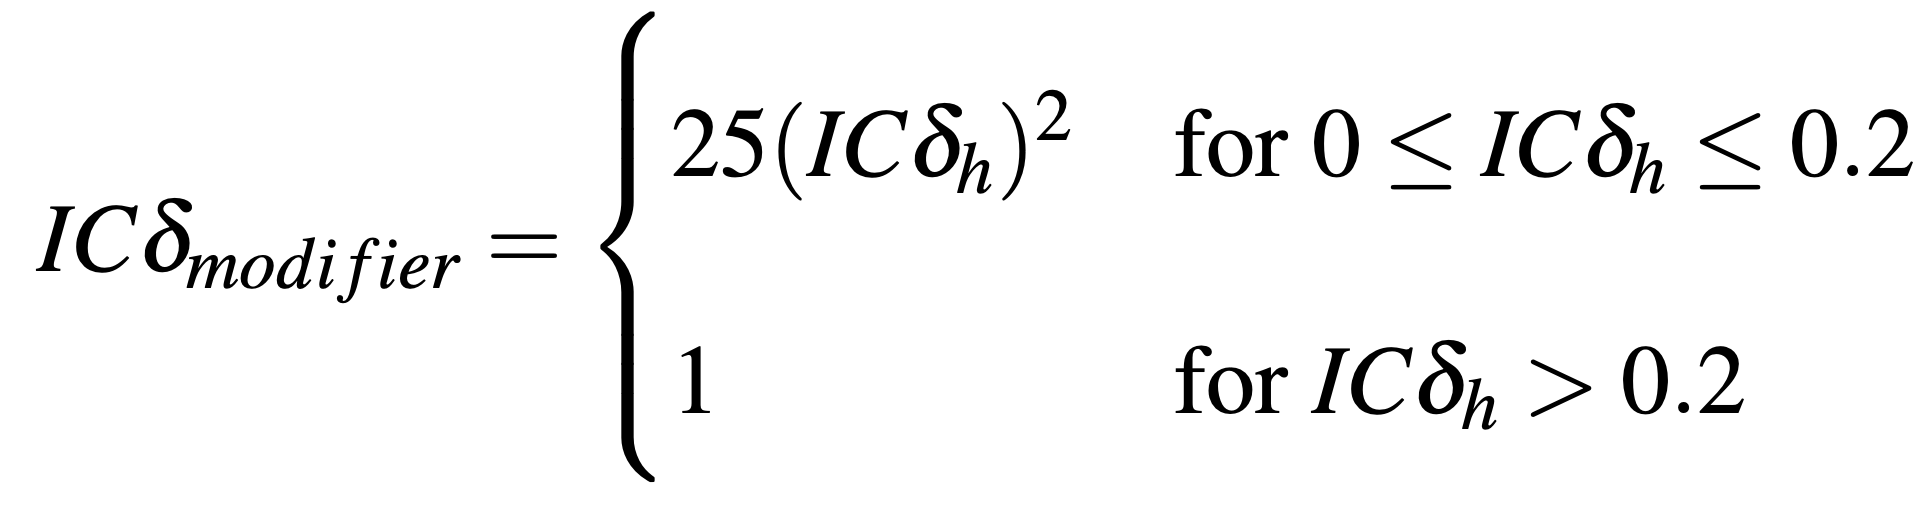 25(ICδ_h)² for 0 ≤ ICδ_h ≤ 0.2
ICδ_modifier =
1 for ICδ_h > 0.2